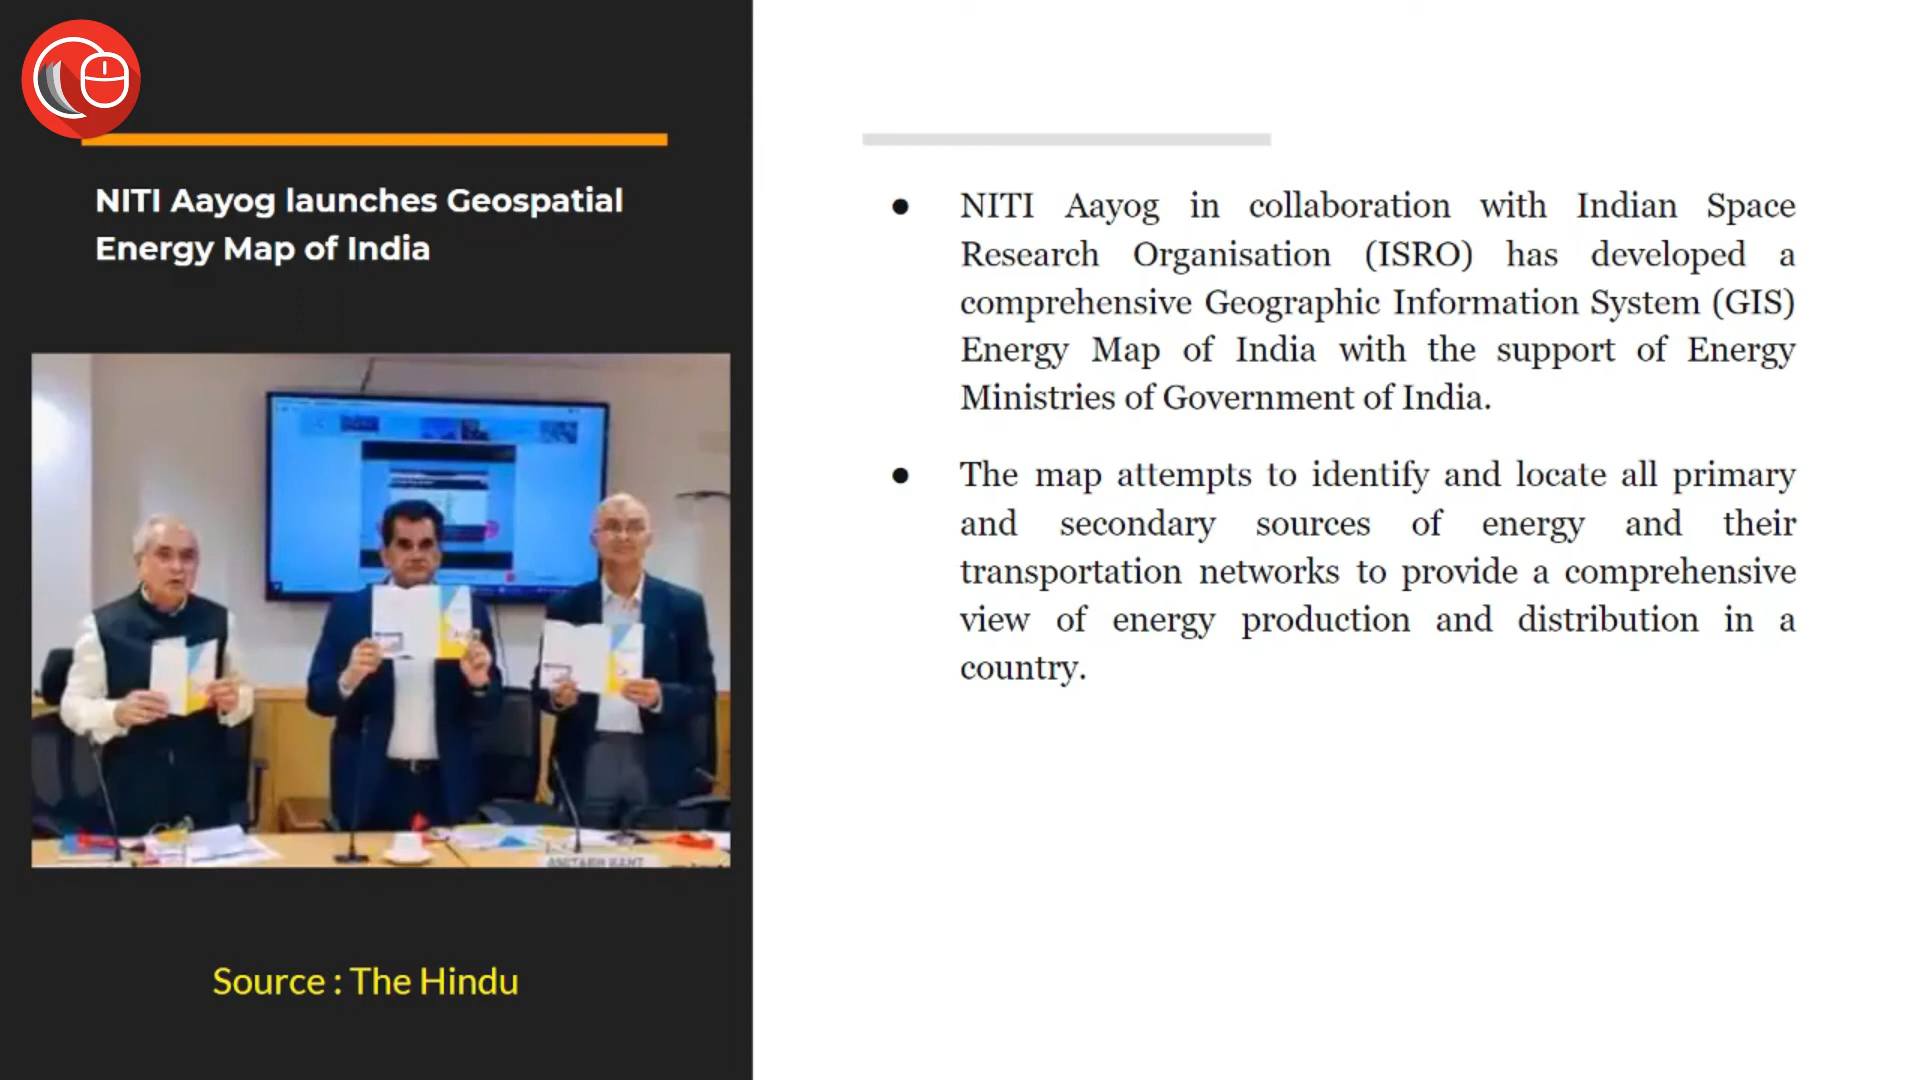 NITI Aayog launches Geospatial
Energy Map of India
AMITABH KANT
Source : The Hindu
● NITI Aayog in collaboration with Indian Space
Research Organisation (ISRO) has developed a
comprehensive Geographic Information System (GIS)
Energy Map of India with the support of Energy
Ministries of Government of India.
● The map attempts to identify and locate all primary
and secondary sources of energy and their
transportation networks to provide a comprehensive
view of energy production and distribution in a
country.